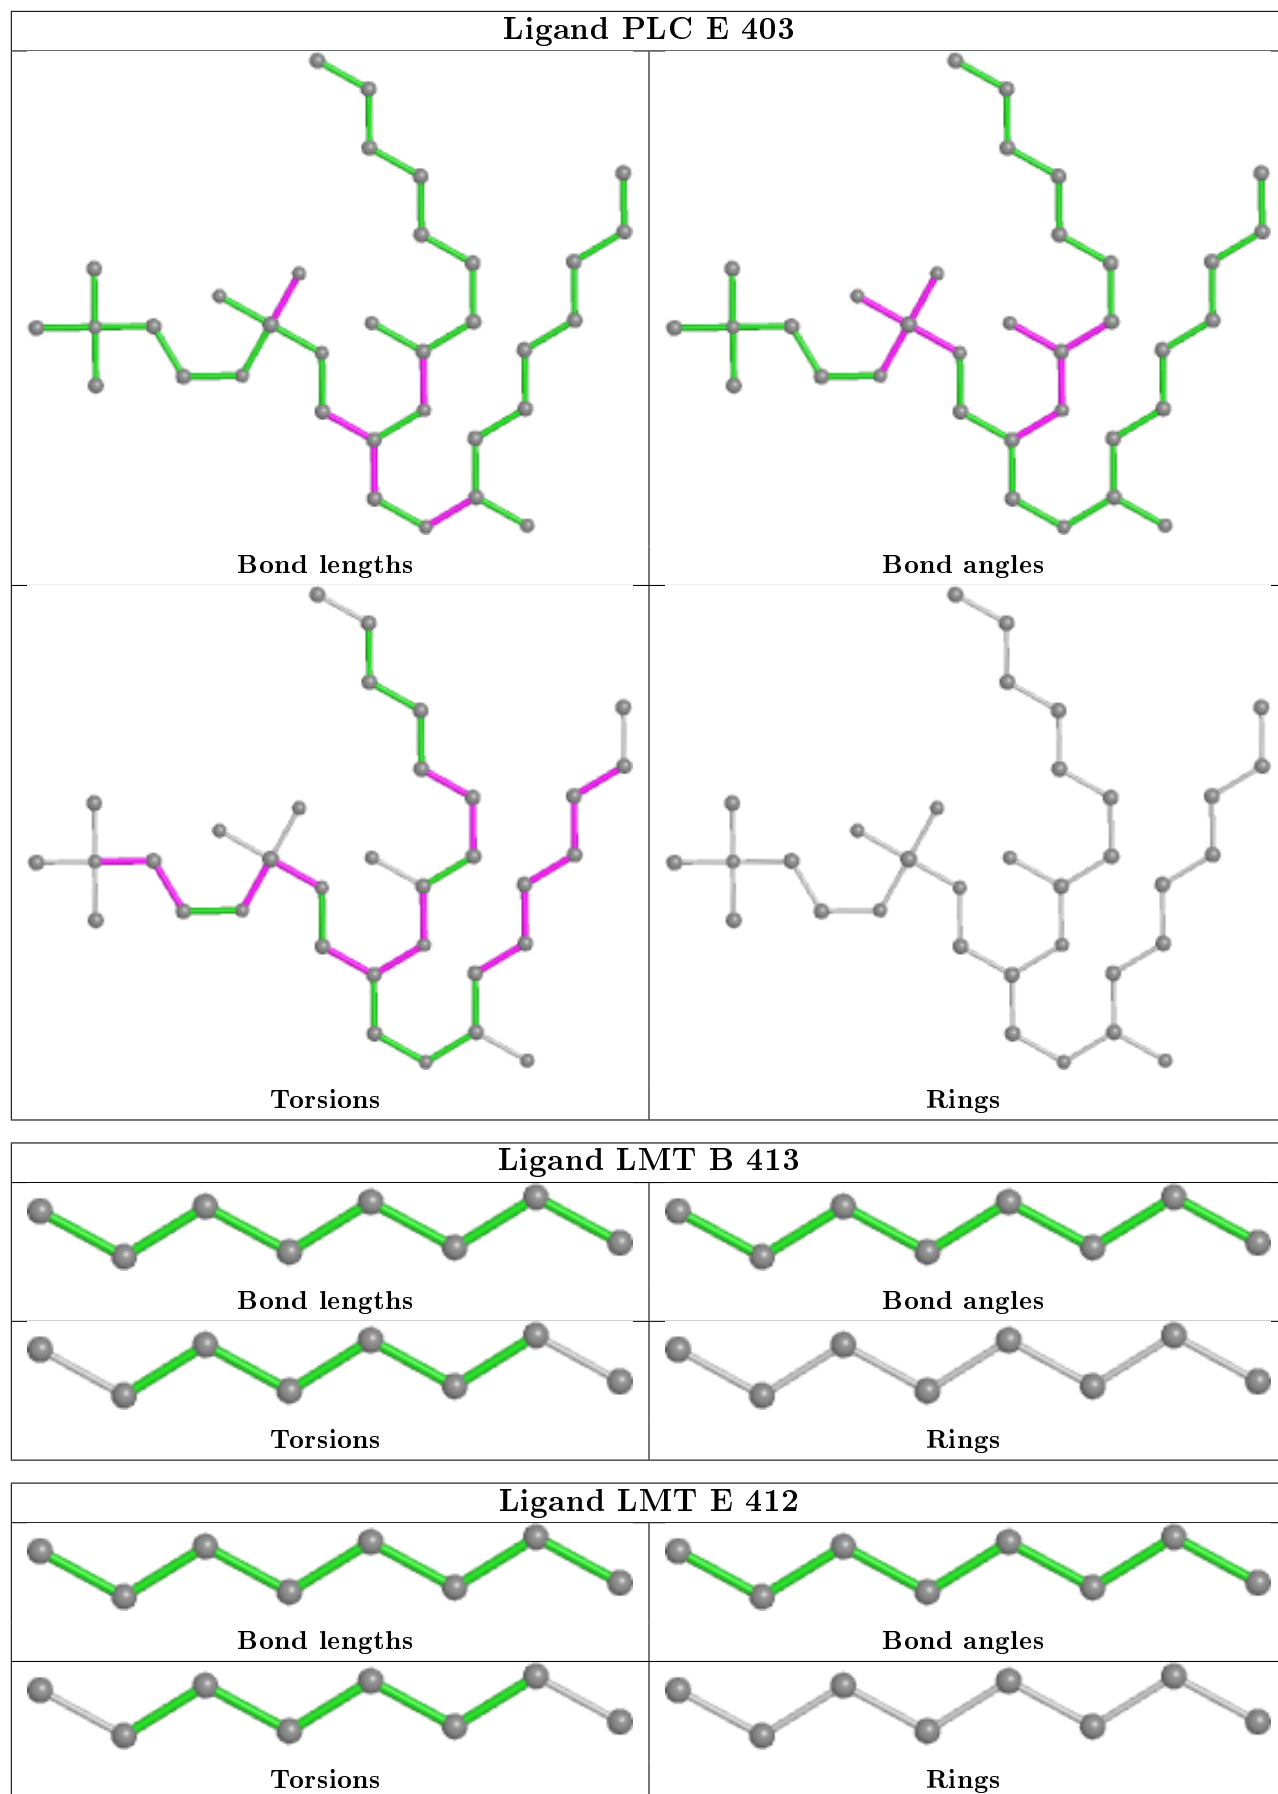 Ligand PLC E 403
Bond lengths
Bond angles
Torsions
Rings
Ligand LMT B 413
Bond lengths
Bond angles
Torsions
Rings
Ligand LMT E 412
Bond lengths
Bond angles
Torsions
Rings